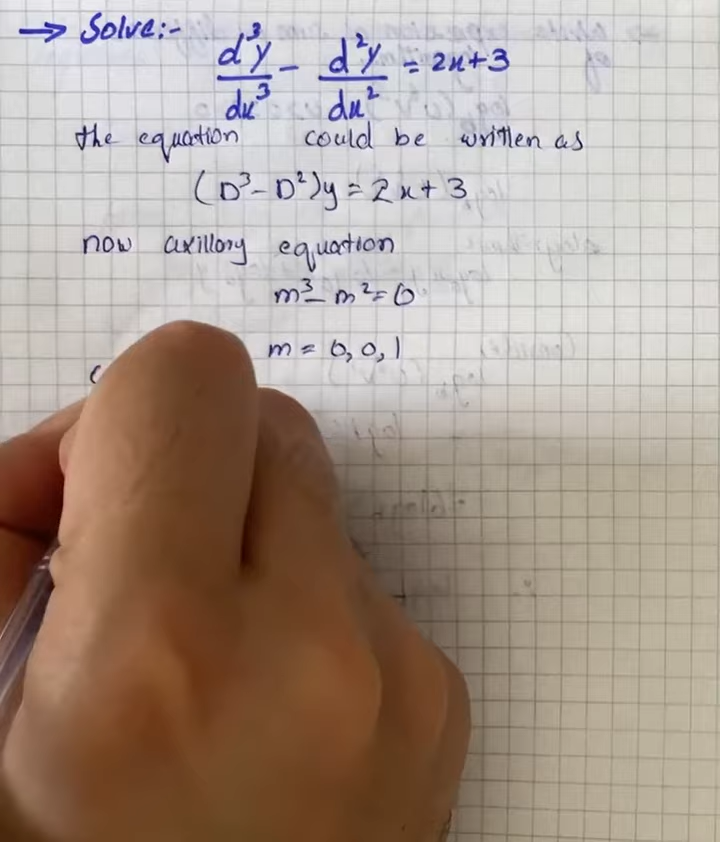 → Solve:-
d³y/dx³ - d²y/dx² = 2x+3
the equation could be written as
(D³-D²)y = 2x+3
now axillory equation
m³-m²=0
m = 0,0,1
C